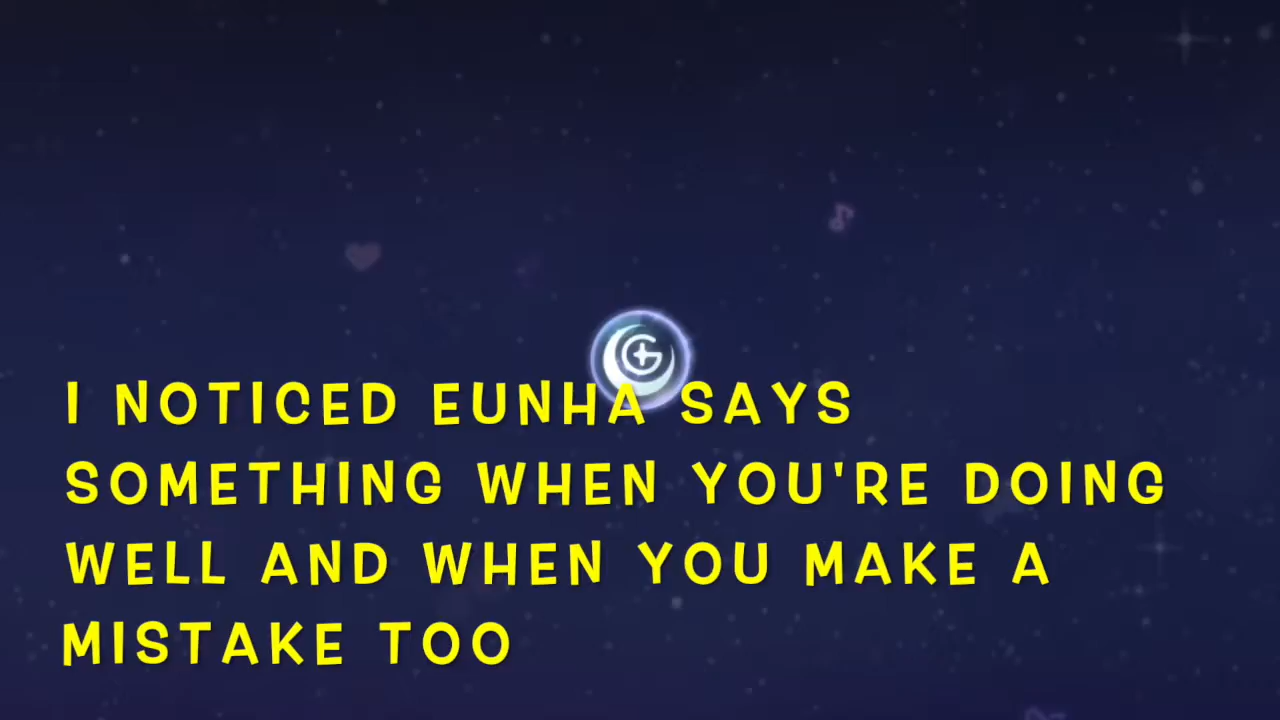 I NOTICED EUNHA SAYS
SOMETHING WHEN YOU'RE DOING
WELL AND WHEN YOU MAKE A
MISTAKE TOO